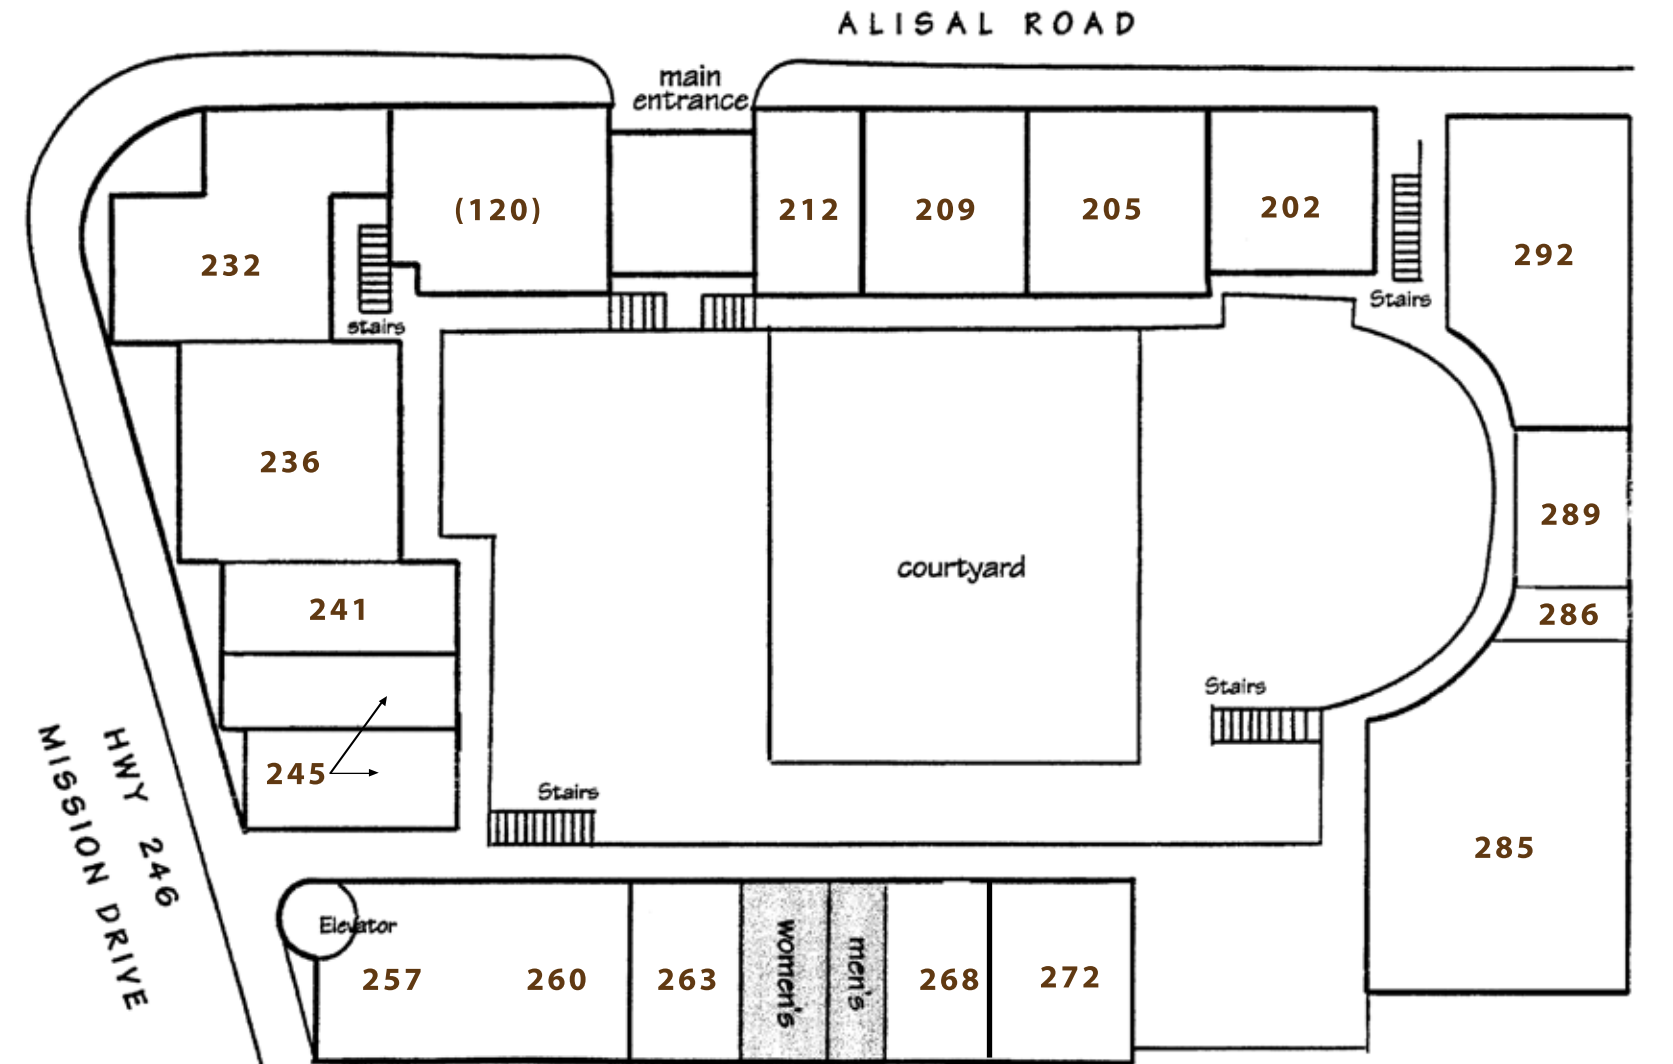 ALISAL ROAD
main
entrance
(120)
212
209
205
202
292
232
stairs
Stairs
236
289
courtyard
241
286
Stairs
245
Stairs
HWY 246
MISSION DRIVE
285
Elevator
257
260
263
women's
men's
268
272